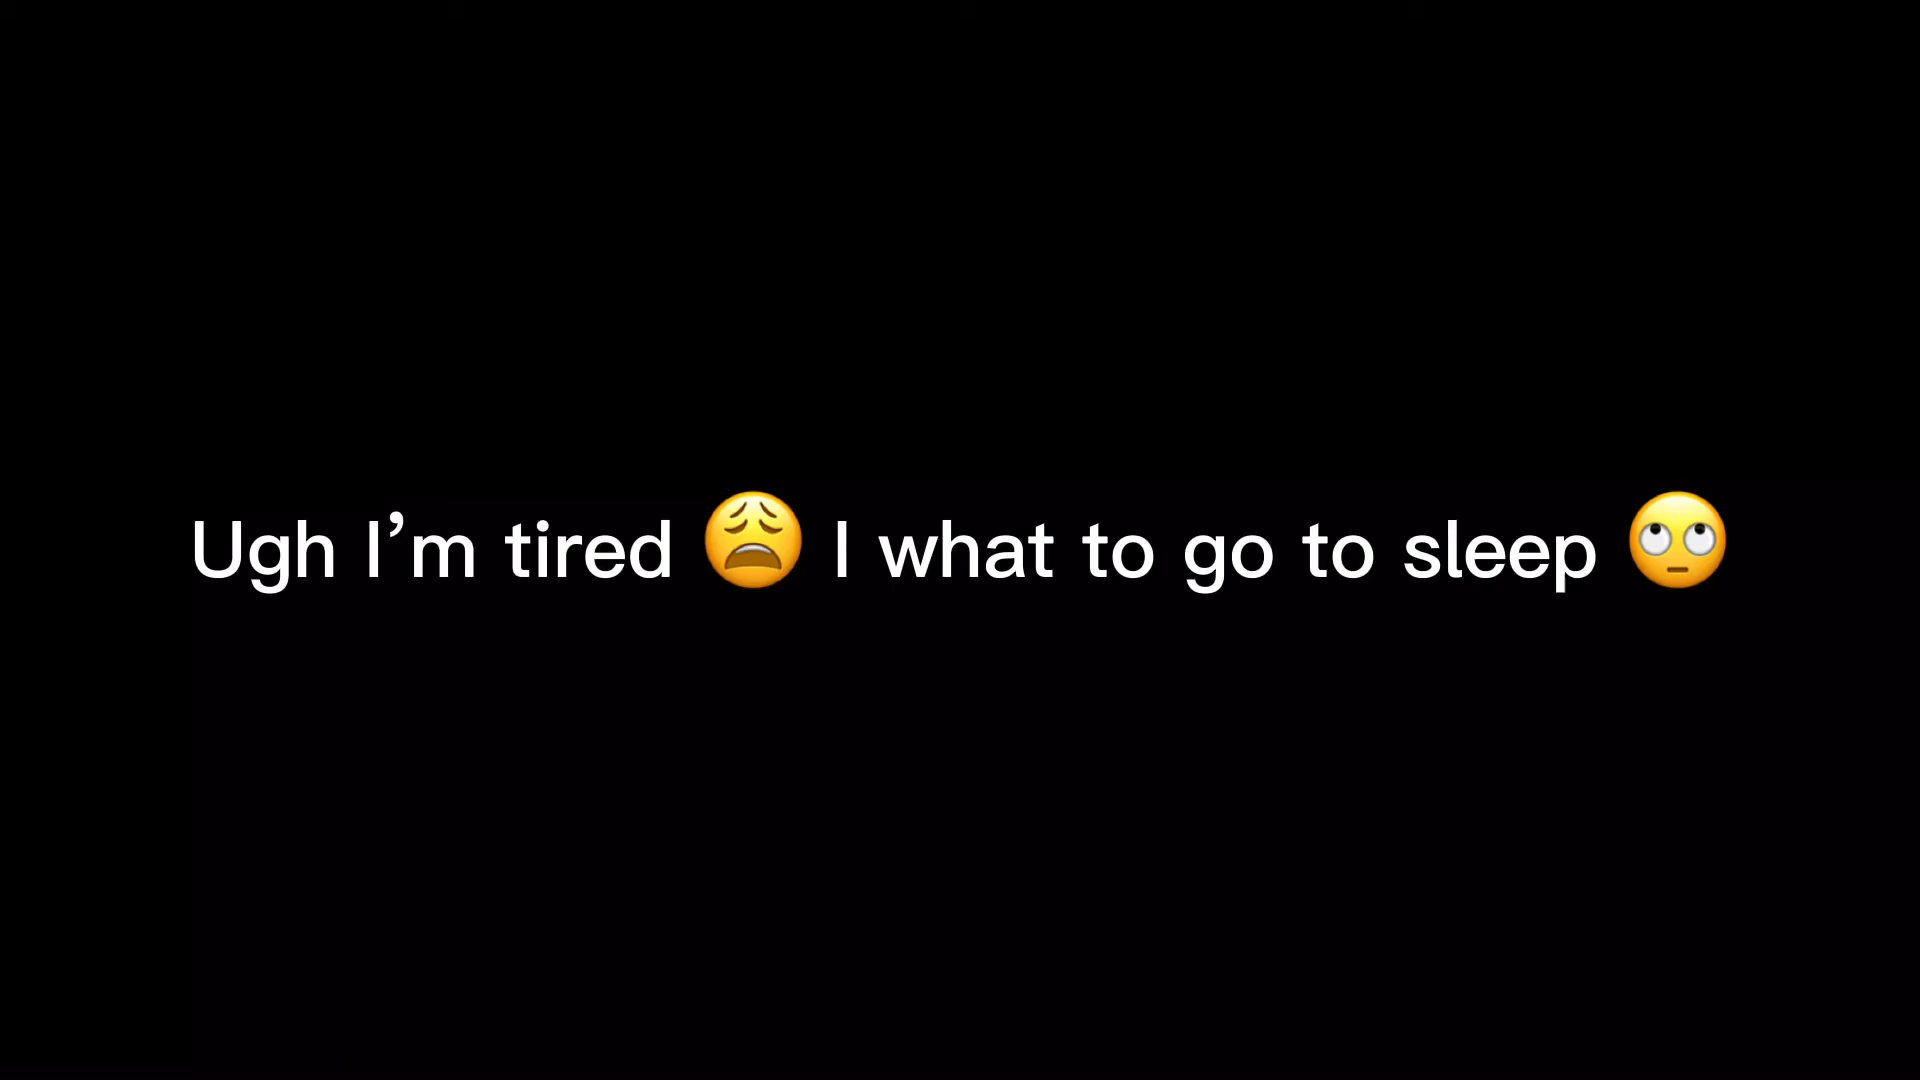 Ugh I’m tired 😩 I what to go to sleep 🙄